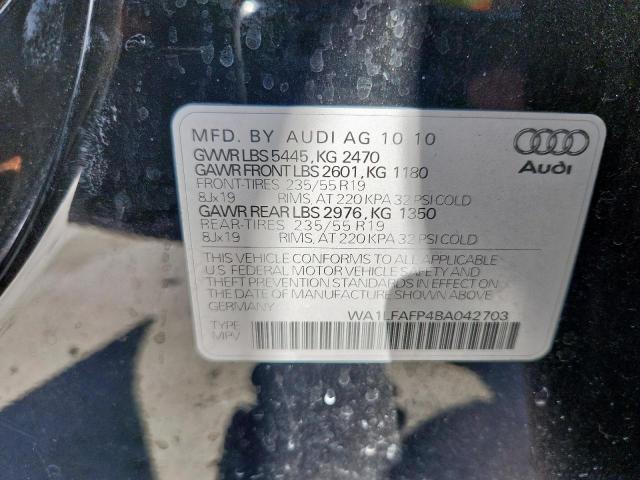 MFD. BY AUDI AG 10 10
GVWR LBS 5445, KG 2470
GAWR FRONT LBS 2601, KG 1180
FRONT-TIRES 235/55 R19
8Jx19 RIMS, AT 220 KPA 32 PSI COLD
GAWR REAR LBS 2976, KG 1350
REAR-TIRES 235/55 R19
8Jx19 RIMS, AT 220 KPA 32 PSI COLD
THIS VEHICLE CONFORMS TO ALL APPLICABLE
U.S. FEDERAL MOTOR VEHICLE SAFETY AND
THEFT PREVENTION STANDARDS IN EFFECT ON
THE DATE OF MANUFACTURE SHOWN ABOVE
GERMANY WA1LFAFP4BA042703
TYPE:
MPV
Audi